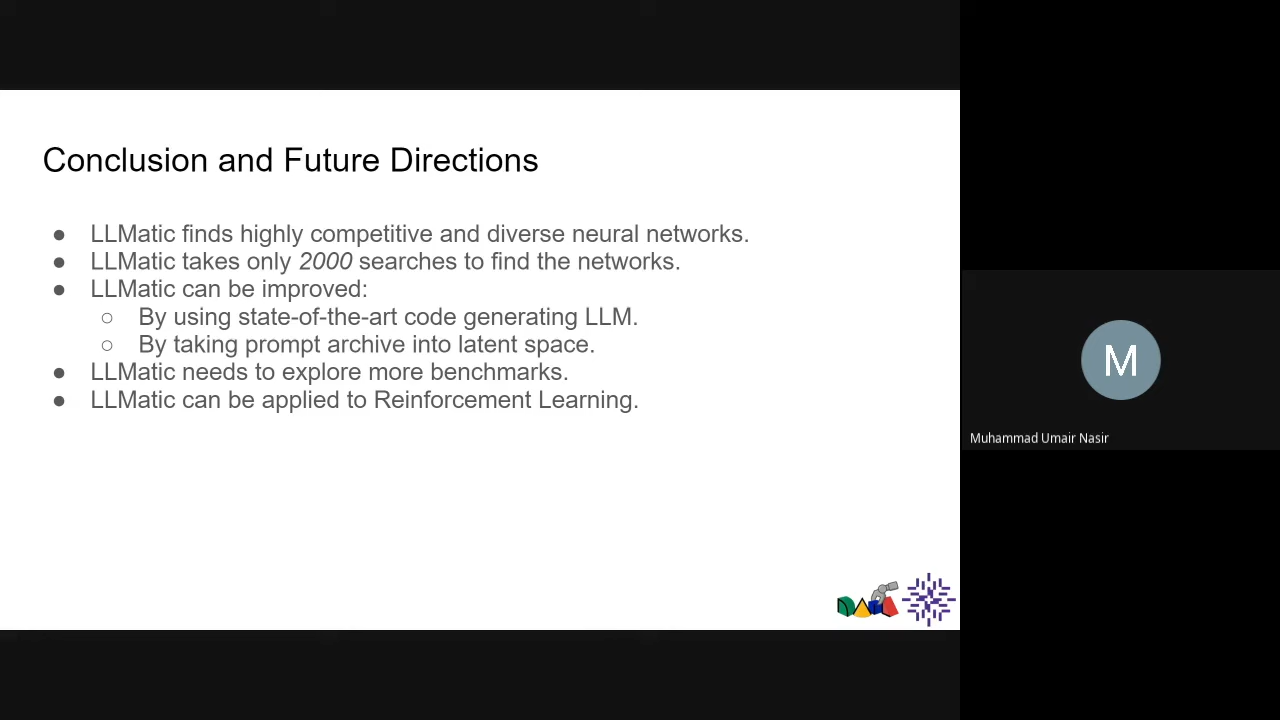 Conclusion and Future Directions
● LLMatic finds highly competitive and diverse neural networks.
● LLMatic takes only 2000 searches to find the networks.
● LLMatic can be improved:
○ By using state-of-the-art code generating LLM.
○ By taking prompt archive into latent space.
● LLMatic needs to explore more benchmarks.
● LLMatic can be applied to Reinforcement Learning.
M
Muhammad Umair Nasir